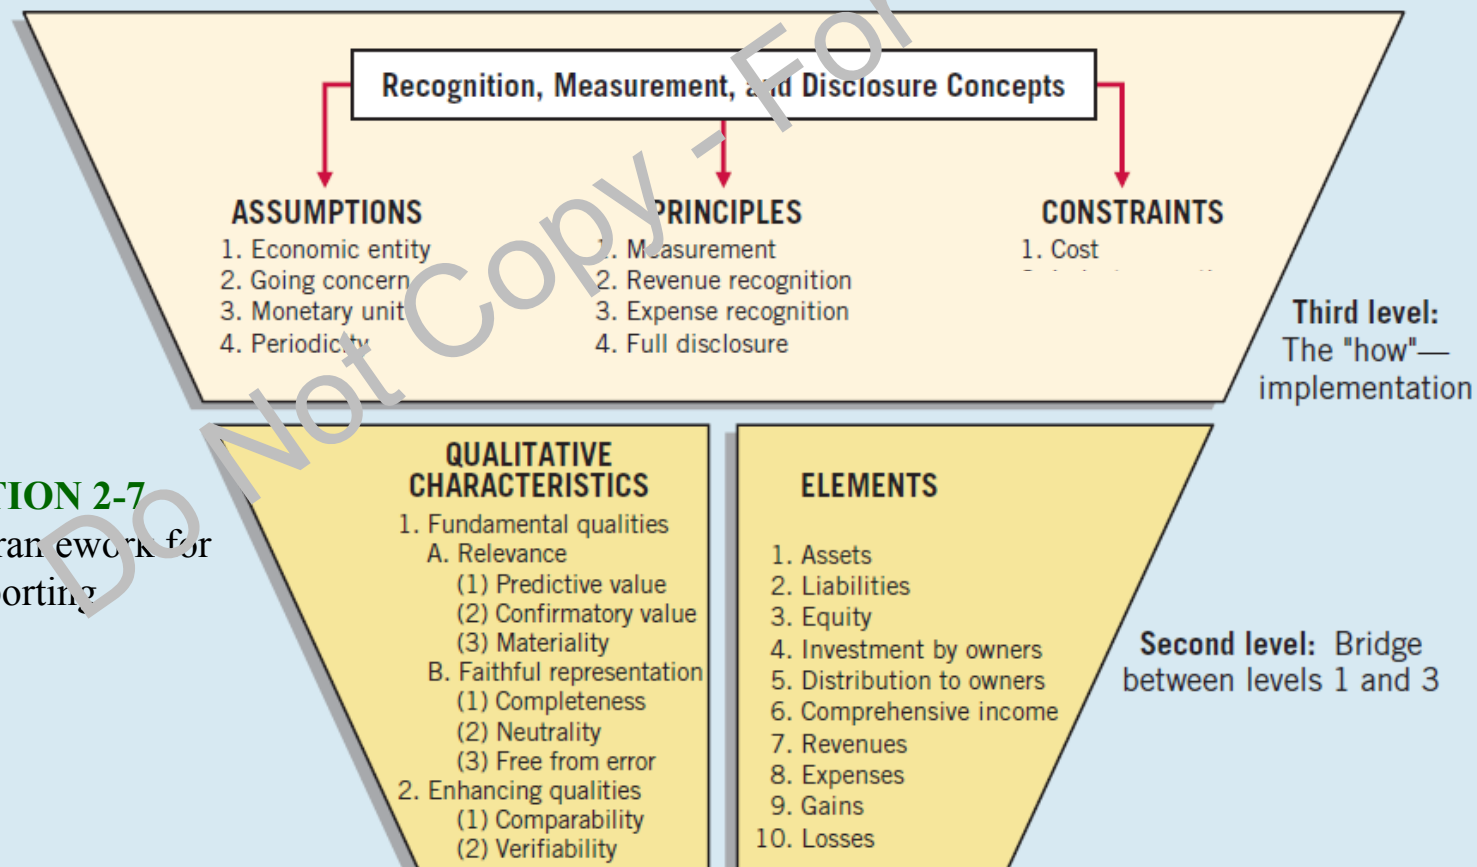 Do Not Copy - For
Recognition, Measurement, and Disclosure Concepts
ASSUMPTIONS
1. Economic entity
2. Going concern
3. Monetary unit
4. Periodicity
PRINCIPLES
1. Measurement
2. Revenue recognition
3. Expense recognition
4. Full disclosure
CONSTRAINTS
1. Cost
Third level:
The "how"—
implementation
TION 2-7
ramework for
porting
QUALITATIVE
CHARACTERISTICS
1. Fundamental qualities
A. Relevance
(1) Predictive value
(2) Confirmatory value
(3) Materiality
B. Faithful representation
(1) Completeness
(2) Neutrality
(3) Free from error
2. Enhancing qualities
(1) Comparability
(2) Verifiability
ELEMENTS
1. Assets
2. Liabilities
3. Equity
4. Investment by owners
5. Distribution to owners
6. Comprehensive income
7. Revenues
8. Expenses
9. Gains
10. Losses
Second level: Bridge
between levels 1 and 3